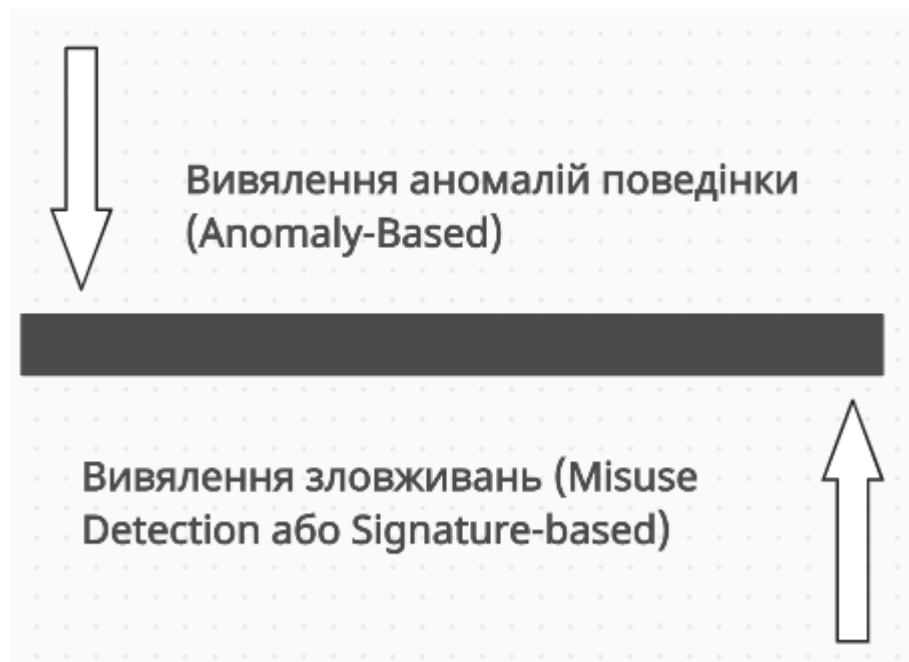 Вивялення аномалій поведінки
(Anomaly-Based)
Вивялення зловживань (Misuse
Detection або Signature-based)